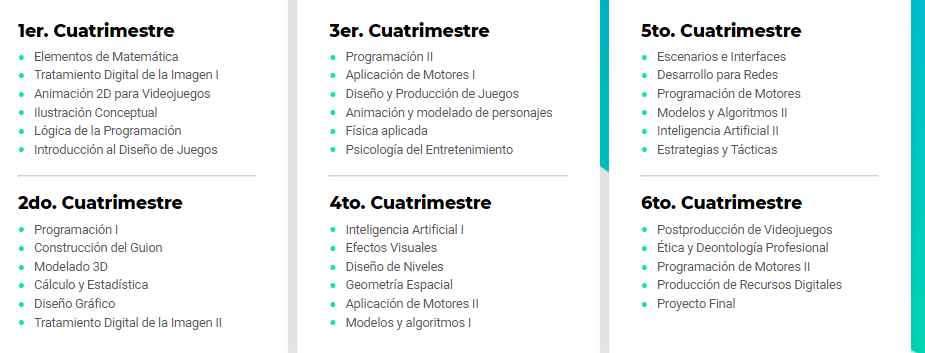 1er. Cuatrimestre
Elementos de Matemática
Tratamiento Digital de la Imagen I
Animación 2D para Videojuegos
Ilustración Conceptual
Lógica de la Programación
Introducción al Diseño de Juegos
2do. Cuatrimestre
Programación I
Construcción del Guion
Modelado 3D
Cálculo y Estadística
Diseño Gráfico
Tratamiento Digital de la Imagen II
3er. Cuatrimestre
Programación II
Aplicación de Motores I
Diseño y Producción de Juegos
Animación y modelado de personajes
Física aplicada
Psicología del Entretenimiento
4to. Cuatrimestre
Inteligencia Artificial I
Efectos Visuales
Diseño de Niveles
Geometría Espacial
Aplicación de Motores II
Modelos y algoritmos I
5to. Cuatrimestre
Escenarios e Interfaces
Desarrollo para Redes
Programación de Motores
Modelos y Algoritmos II
Inteligencia Artificial II
Estrategias y Tácticas
6to. Cuatrimestre
Postproducción de Videojuegos
Ética y Deontología Profesional
Programación de Motores II
Producción de Recursos Digitales
Proyecto Final